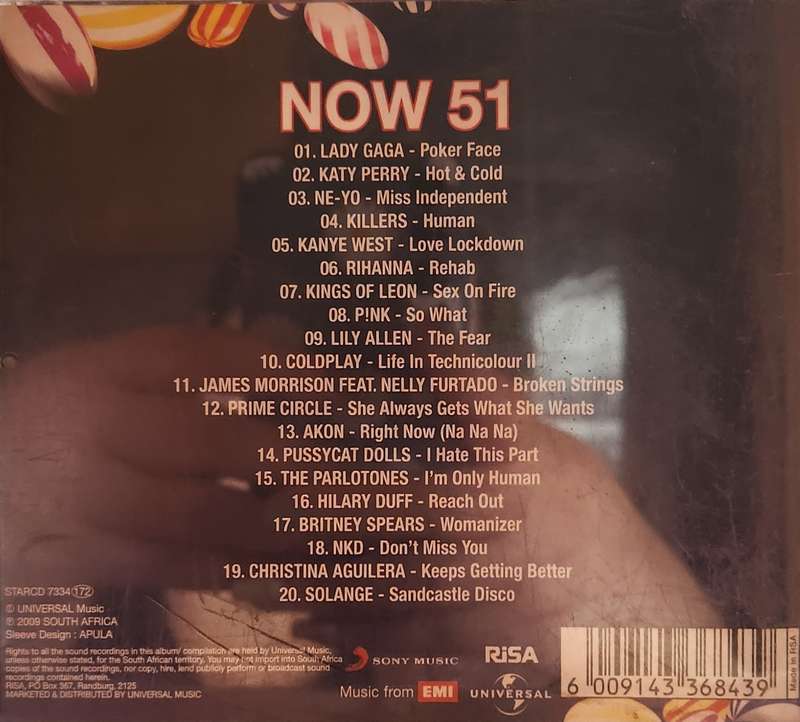 NOW 51
01. LADY GAGA - Poker Face
02. KATY PERRY - Hot & Cold
03. NE-YO - Miss Independent
04. KILLERS - Human
05. KANYE WEST - Love Lockdown
06. RIHANNA - Rehab
07. KINGS OF LEON - Sex On Fire
08. P!NK - So What
09. LILY ALLEN - The Fear
10. COLDPLAY - Life In Technicolour II
11. JAMES MORRISON FEAT. NELLY FURTADO - Broken Strings
12. PRIME CIRCLE - She Always Gets What She Wants
13. AKON - Right Now (Na Na Na)
14. PUSSYCAT DOLLS - I Hate This Part
15. THE PARLOTONES - I'm Only Human
16. HILARY DUFF - Reach Out
17. BRITNEY SPEARS - Womanizer
18. NKD - Don't Miss You
19. CHRISTINA AGUILERA - Keeps Getting Better
20. SOLANGE - Sandcastle Disco
STARCD 7334 172
© UNIVERSAL Music
℗ 2009 SOUTH AFRICA
Sleeve Design : APULA
Rights to all the sound recordings in this album/ compilation are held by Universal Music,
unless otherwise stated, for the South African territory. You may not import into South Africa
copies of the sound recordings, nor copy, hire, lend publicly perform or broadcast sound
recordings contained herein.
RISA, PO Box 367, Randburg, 2125
MARKETED & DISTRIBUTED BY UNIVERSAL MUSIC
SONY MUSIC
RiSA
Music from EMI
UNIVERSAL
6 009143 368439
Made in RSA